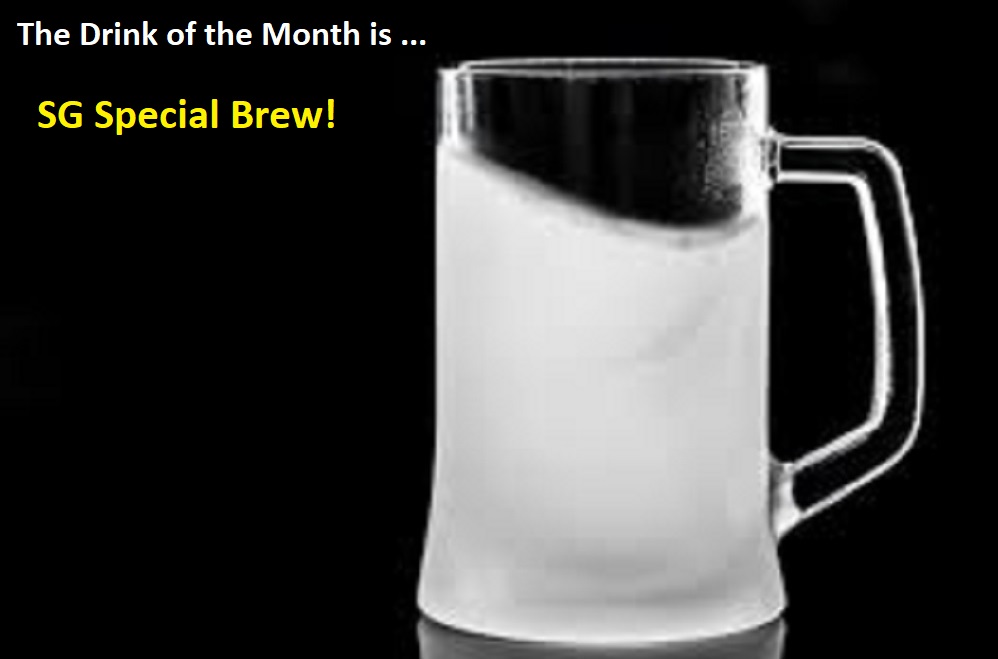 The Drink of the Month is ...
SG Special Brew!